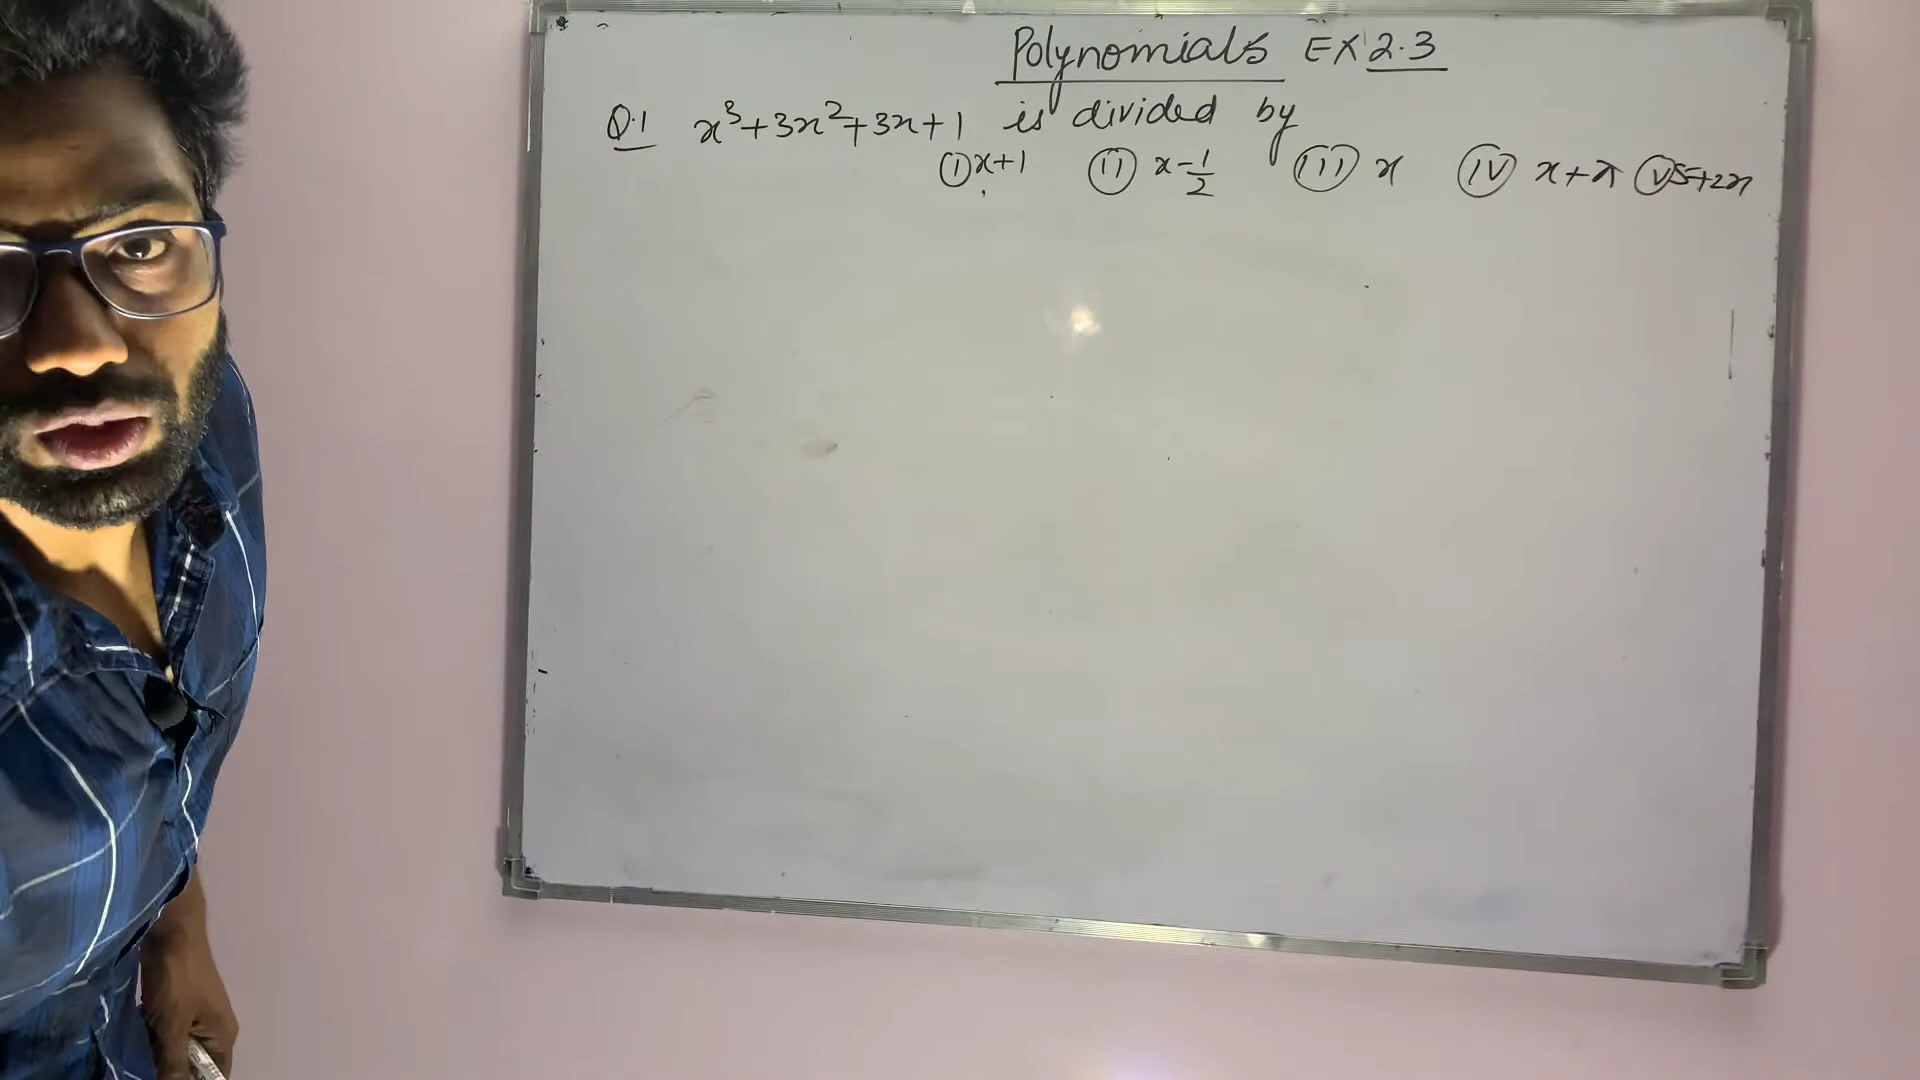 Polynomials EX 2.3
Q.1 x³+3x²+3x+1 is divided by
(i) x+1 (ii) x-1/2 (iii) x (iv) x+π (v) 5+2x